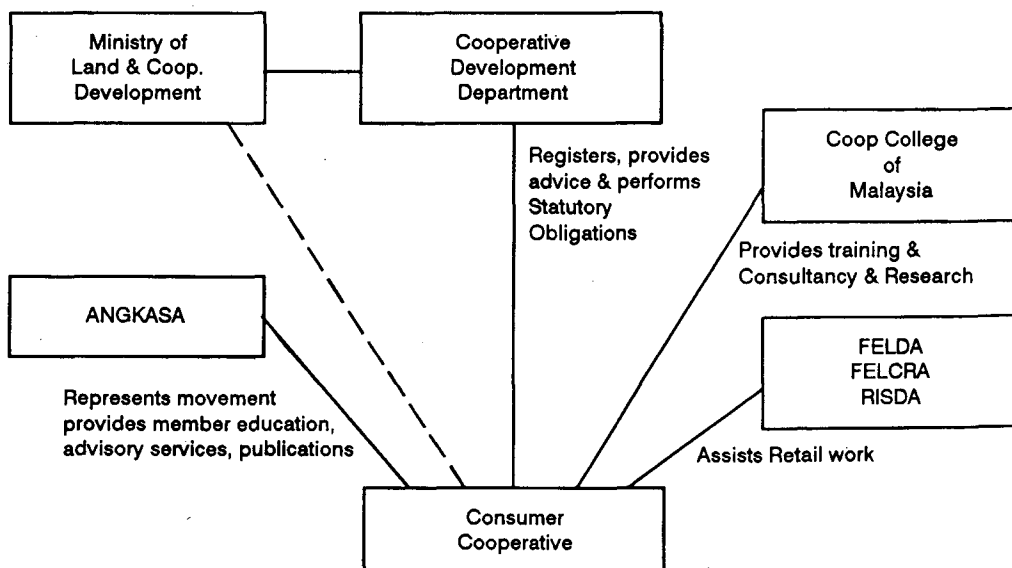 Ministry of
Land & Coop.
Development
Cooperative
Development
Department
Registers, provides
advice & performs
Statutory
Obligations
Coop College
of
Malaysia
Provides training &
Consultancy & Research
ANGKASA
Represents movement
provides member education,
advisory services, publications
FELDA
FELCRA
RISDA
Assists Retail work
Consumer
Cooperative